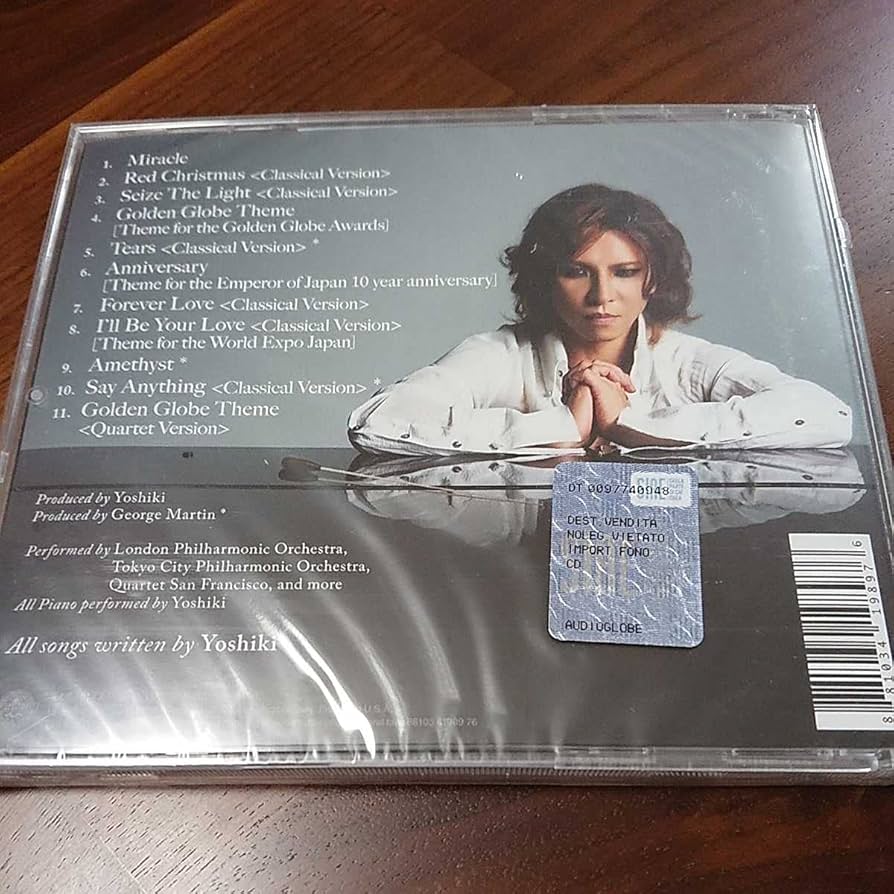 1. Miracle
2. Red Christmas <Classical Version>
3. Seize The Light <Classical Version>
4. Golden Globe Theme
[Theme for the Golden Globe Awards]
5. Tears <Classical Version> *
6. Anniversary
[Theme for the Emperor of Japan 10 year anniversary]
7. Forever Love <Classical Version>
8. I'll Be Your Love <Classical Version>
[Theme for the World Expo Japan]
9. Amethyst *
10. Say Anything <Classical Version> *
11. Golden Globe Theme
<Quartet Version>
Produced by Yoshiki
Produced by George Martin *
Performed by London Philharmonic Orchestra,
Tokyo City Philharmonic Orchestra,
Quartet San Francisco, and more
All Piano performed by Yoshiki
All songs written by Yoshiki
SIAE
DT 0097740948
DEST.VENDITA
NOLEG.VIETATO
IMPORT FONO
CD
AUDIOGLOBE
8 81034 19897 6